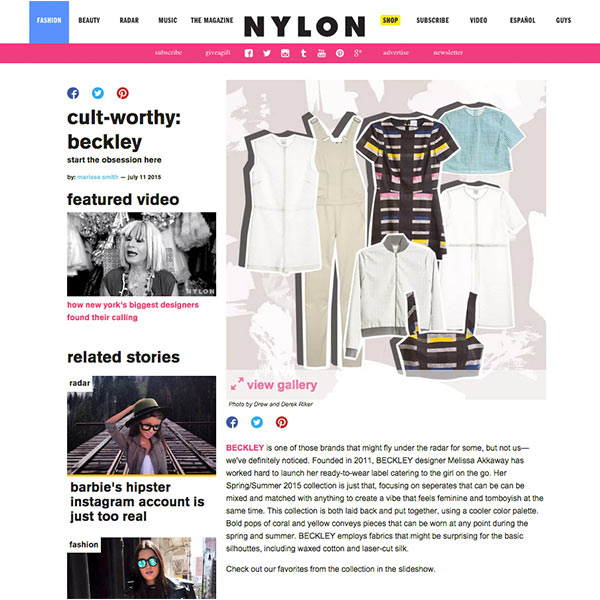 FASHION BEAUTY RADAR MUSIC THE MAGAZINE NYLON SHOP SUBSCRIBE VIDEO ESPAÑOL GUYS
subscribe giveagift advertise newsletter
cult-worthy:
beckley
start the obsession here
by: marissa smith — july 11 2015
featured video
NYLON
how new york's biggest designers
found their calling
related stories
radar
barbie's hipster
instagram account is
just too real
fashion
view gallery
Photo by Drew and Derek Riker
BECKLEY is one of those brands that might fly under the radar for some, but not us—
we've definitely noticed. Founded in 2011, BECKLEY designer Melissa Akkaway has
worked hard to launch her ready-to-wear label catering to the girl on the go. Her
Spring/Summer 2015 collection is just that, focusing on seperates that can be can be
mixed and matched with anything to create a vibe that feels feminine and tomboyish at the
same time. This collection is both laid back and put together, using a cooler color palette.
Bold pops of coral and yellow conveys pieces that can be worn at any point during the
spring and summer. BECKLEY employs fabrics that might be surprising for the basic
silhouttes, including waxed cotton and laser-cut silk.
Check out our favorites from the collection in the slideshow.